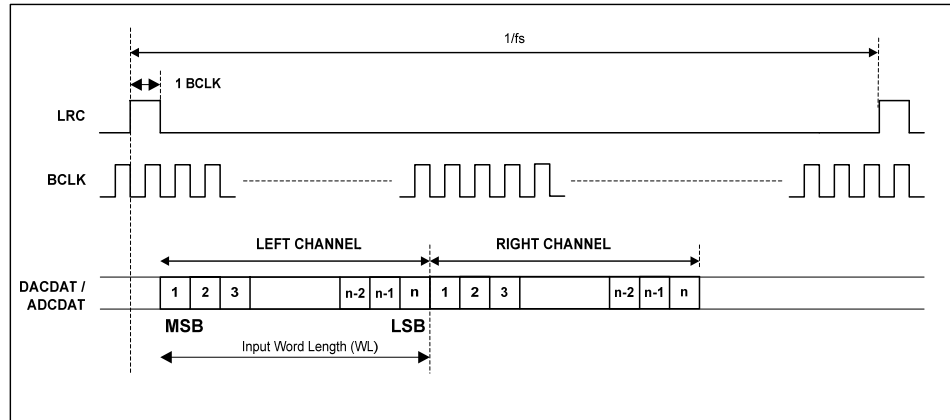 1/fs
1 BCLK
LRC
BCLK
LEFT CHANNEL RIGHT CHANNEL
DACDAT /
ADCDAT
1 2 3 n-2 n-1 n 1 2 3 n-2 n-1 n
MSB LSB
Input Word Length (WL)